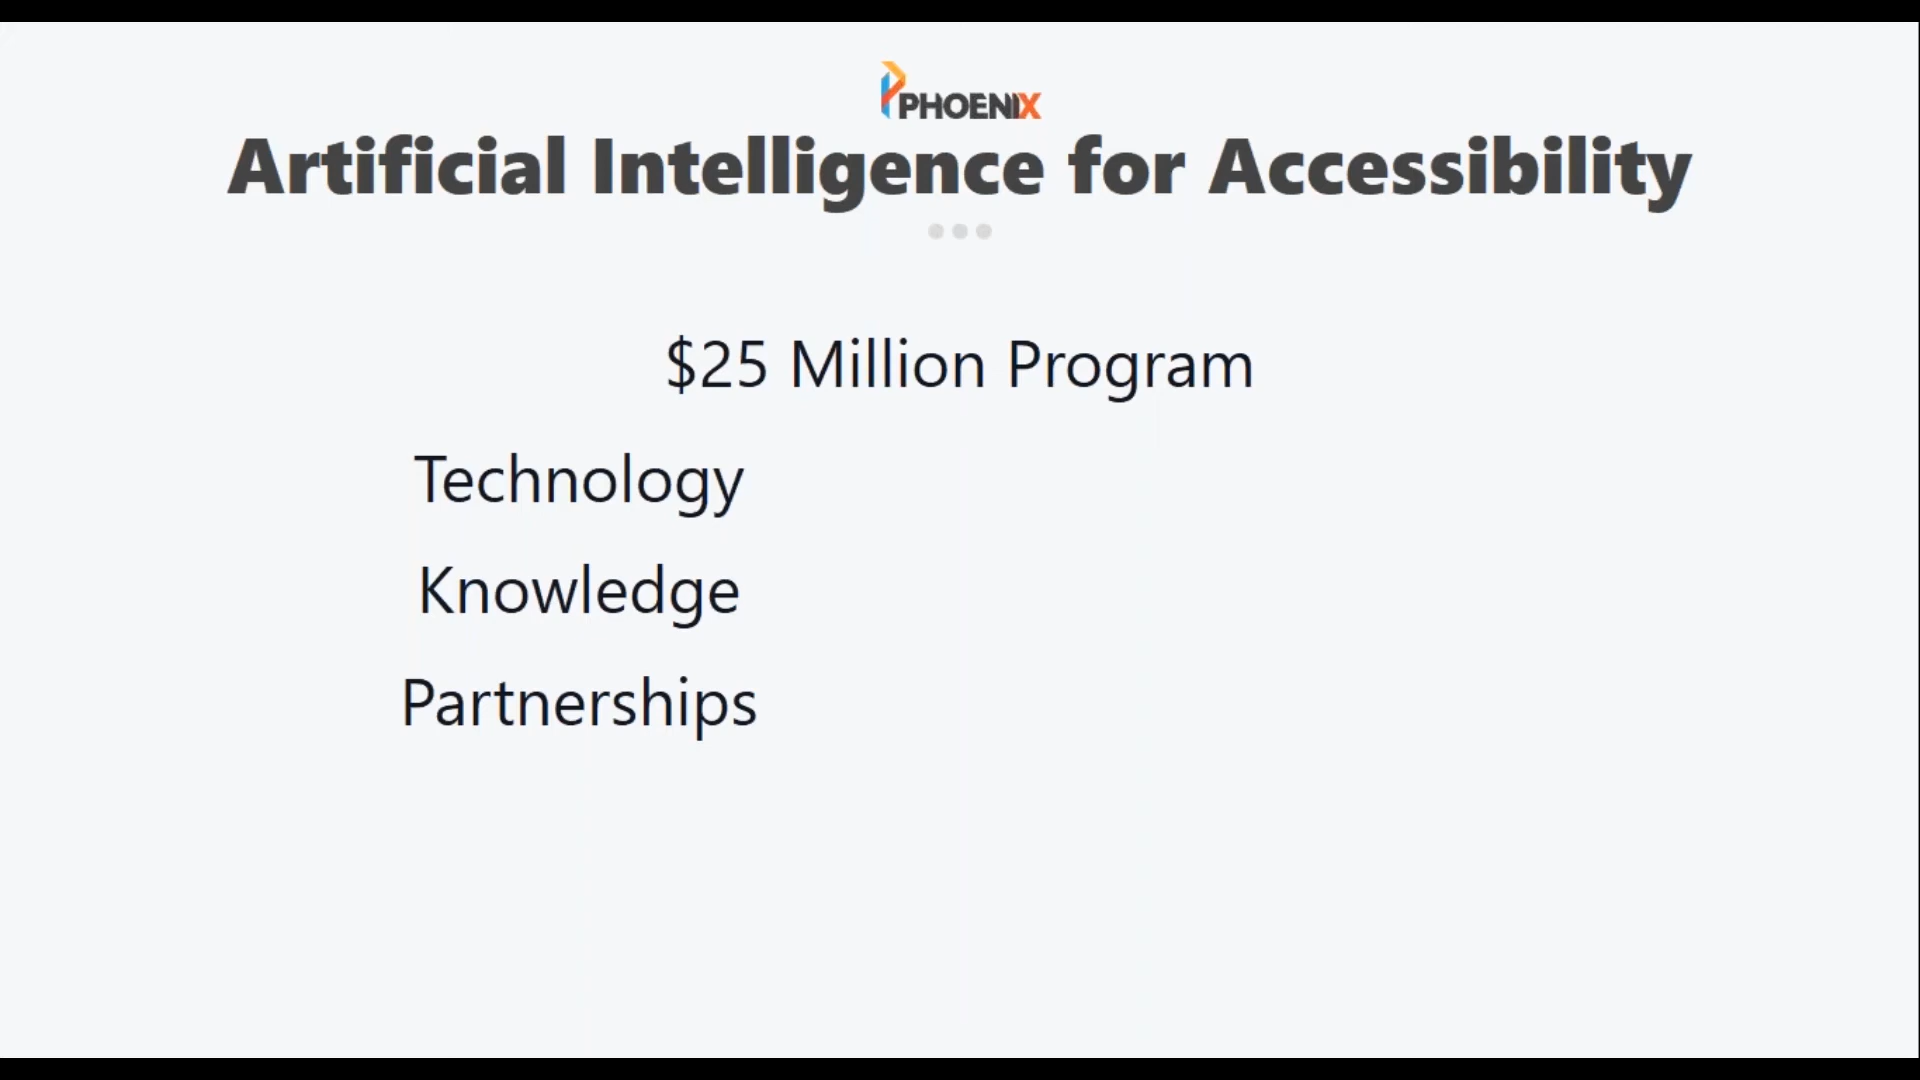 PHOENIX
Artificial Intelligence for Accessibility
$25 Million Program
Technology
Knowledge
Partnerships